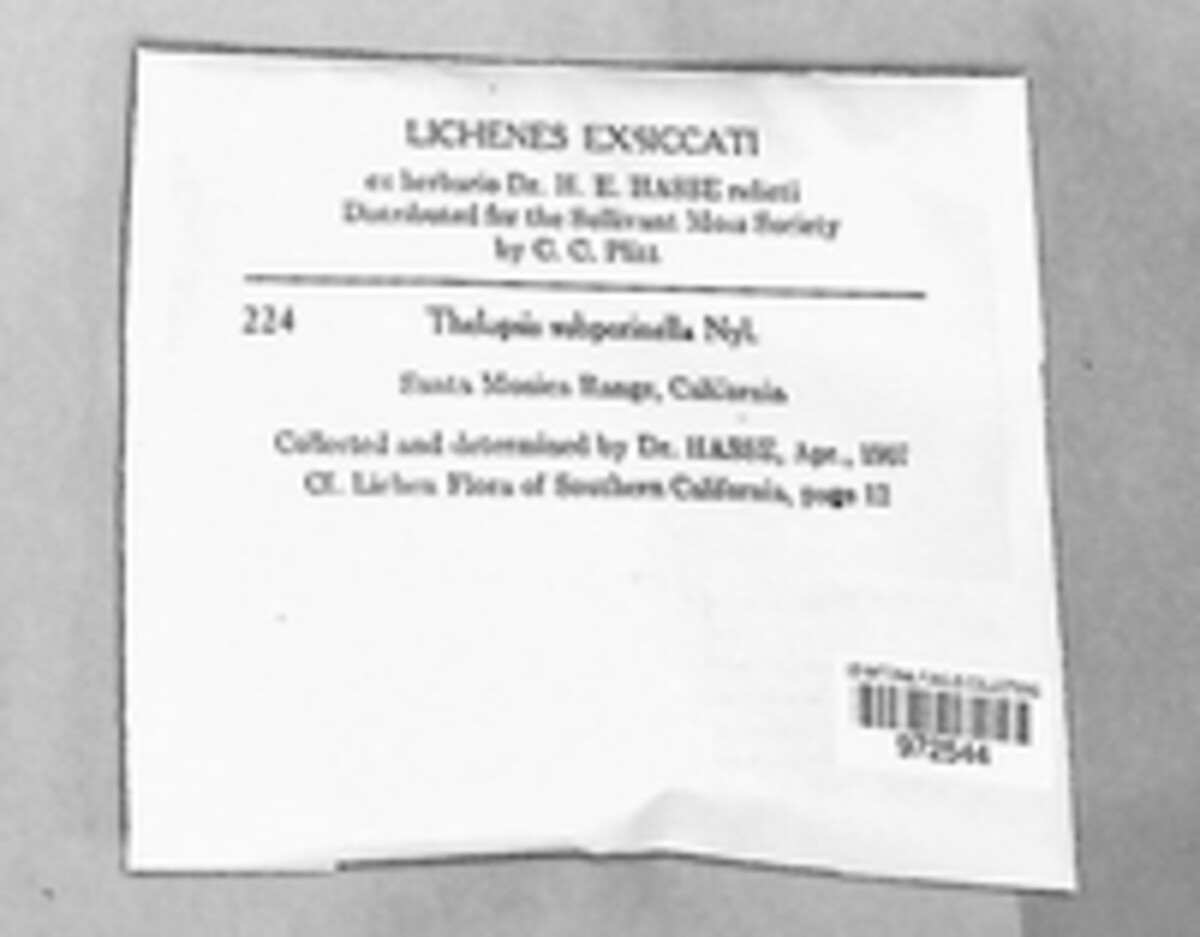 LICHENES EXSICCATI
ex herbario Dr. H. E. HASSE relicti
Distributed for the Sullivant Moss Society
by C. C. Plitt
224 Thelopsis subporinella Nyl.
Santa Monica Range, California
Collected and determined by Dr. HASSE, Apr.,
Cf. Lichen Flora of Southern California, page
972544